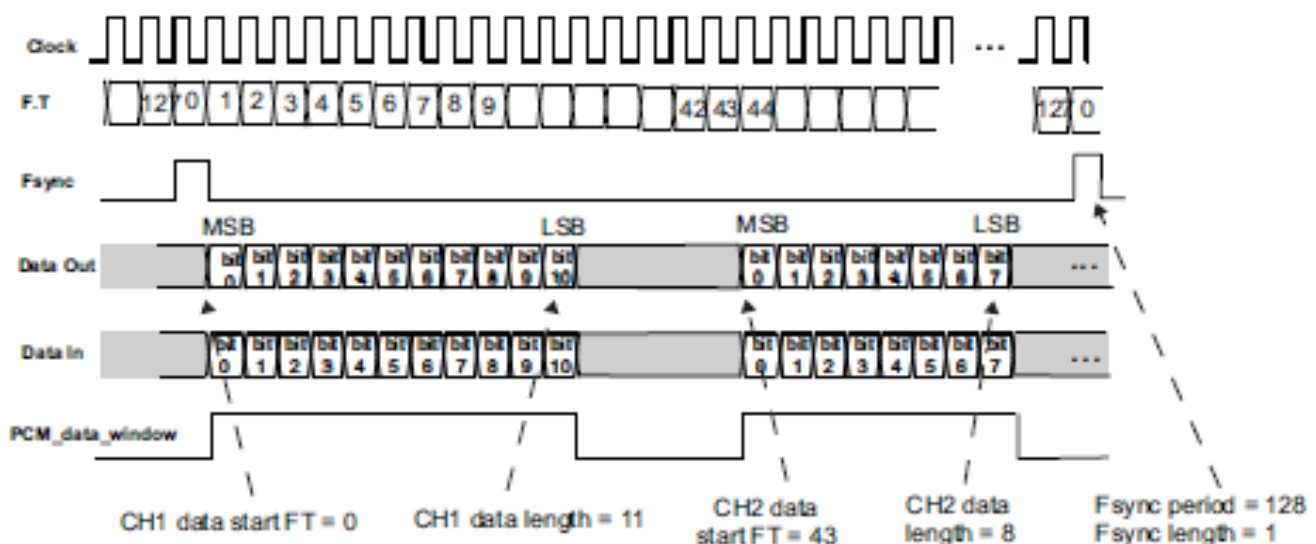 Clock ...
F.T 127 0 1 2 3 4 5 6 7 8 9 42 43 44 127 0
Fsync
MSB LSB MSB LSB
Data Out bit 0 bit 1 bit 2 bit 3 bit 4 bit 5 bit 6 bit 7 bit 8 bit 9 bit 10 bit 0 bit 1 bit 2 bit 3 bit 4 bit 5 bit 6 bit 7 ...
Data In bit 0 bit 1 bit 2 bit 3 bit 4 bit 5 bit 6 bit 7 bit 8 bit 9 bit 10 bit 0 bit 1 bit 2 bit 3 bit 4 bit 5 bit 6 bit 7 ...
PCM_data_window
CH1 data start FT = 0
CH1 data length = 11
CH2 data
start FT = 43
CH2 data
length = 8
Fsync period = 128
Fsync length = 1